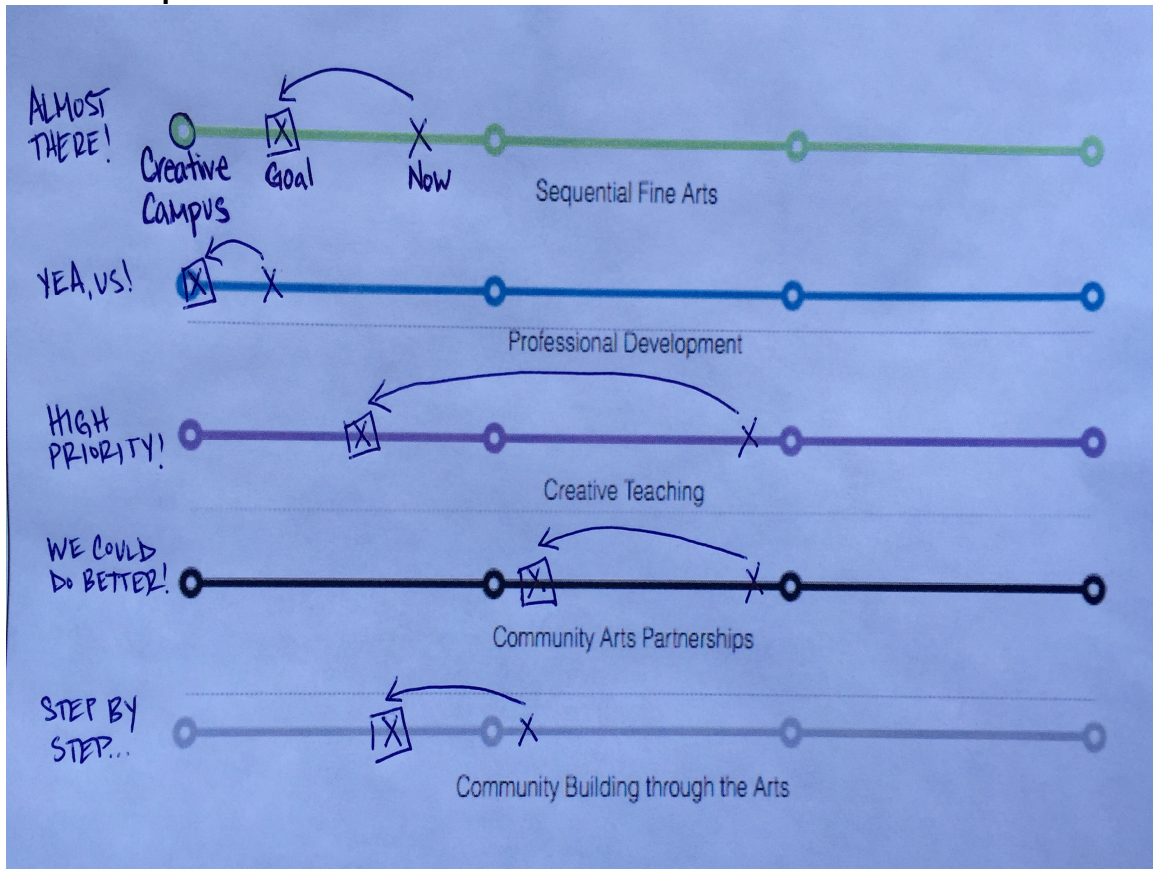 ALMOST
THERE!
X
X
Creative
Campus
Goal
Now
Sequential Fine Arts
YEA, US!
X
X
Professional Development
HIGH
PRIORITY!
X
X
Creative Teaching
WE COULD
DO BETTER!
X
X
Community Arts Partnerships
STEP BY
STEP...
X
X
Community Building through the Arts